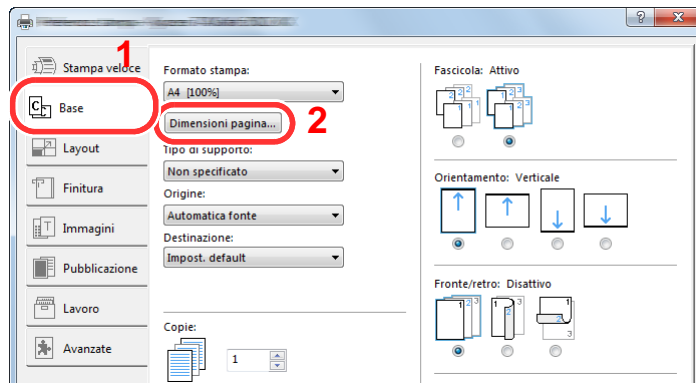 1
Stampa veloce
Base
Layout
Finitura
Immagini
Pubblicazione
Lavoro
Avanzate
Formato stampa:
A4 [100%]
Dimensioni pagina...
2
Tipo di supporto:
Non specificato
Origine:
Automatica fonte
Destinazione:
Impost. default
Copie:
1
Fascicola: Attivo
Orientamento: Verticale
Fronte/retro: Disattivo